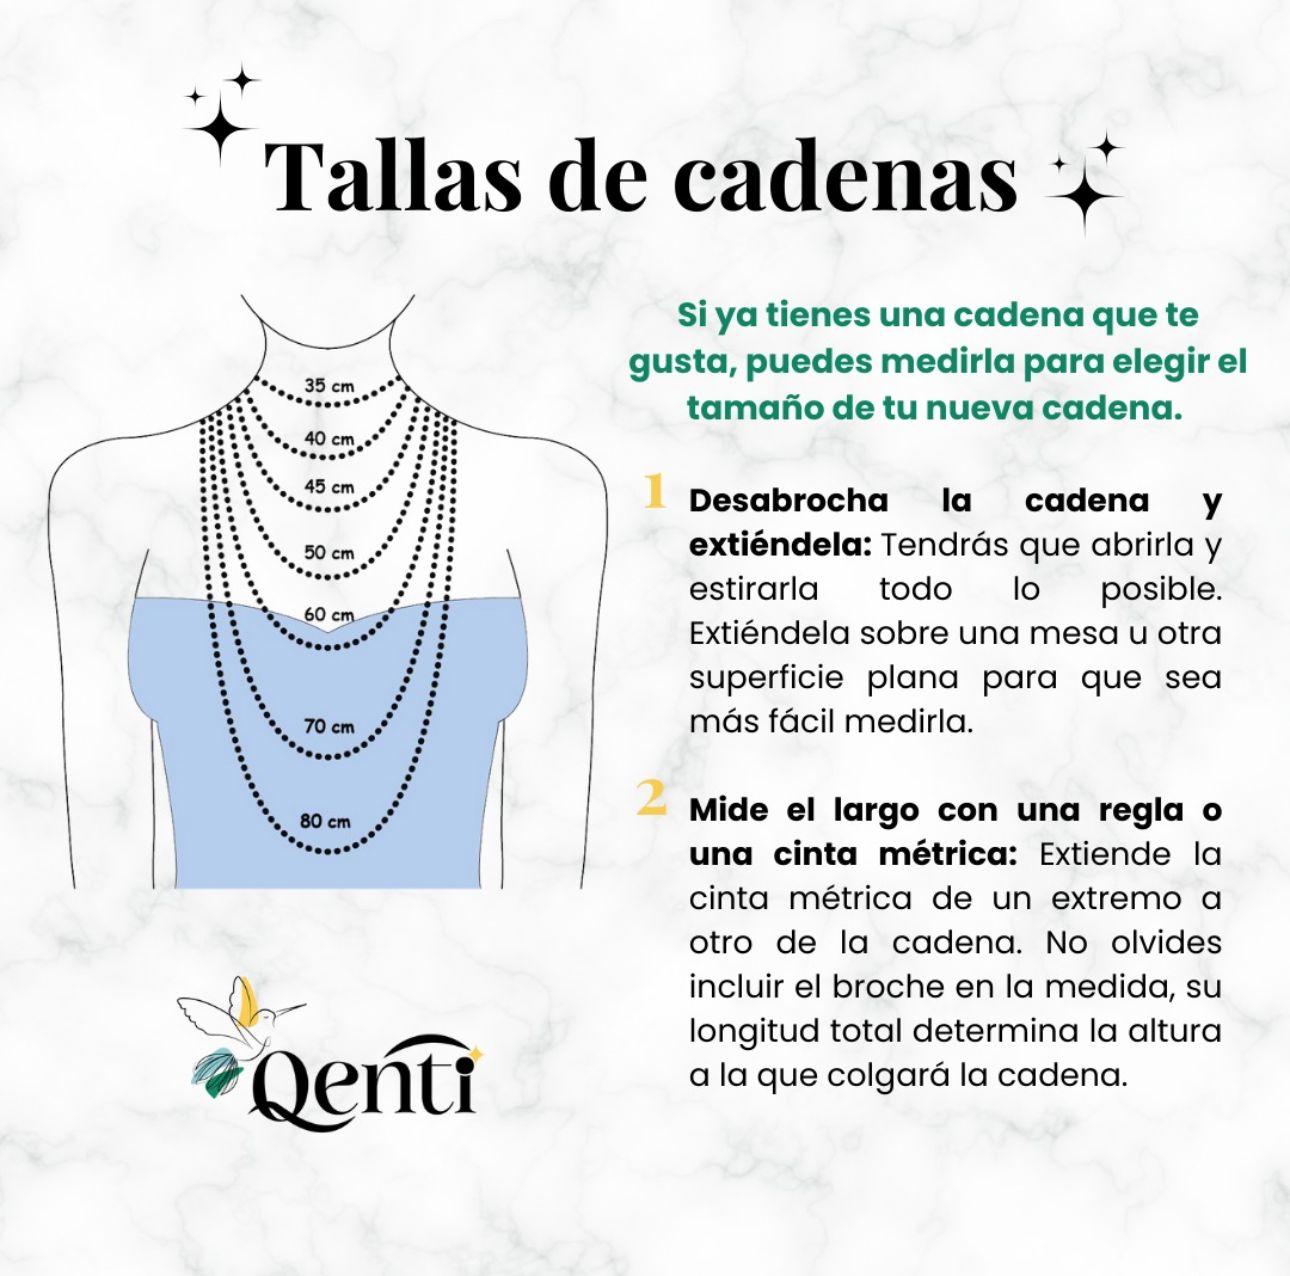 Tallas de cadenas
35 cm
40 cm
45 cm
50 cm
60 cm
70 cm
80 cm
Qenti
Si ya tienes una cadena que te
gusta, puedes medirla para elegir el
tamaño de tu nueva cadena.
1
Desabrocha la cadena y
extiéndela: Tendrás que abrirla y
estirarla todo lo posible.
Extiéndela sobre una mesa u otra
superficie plana para que sea
más fácil medirla.
2
Mide el largo con una regla o
una cinta métrica: Extiende la
cinta métrica de un extremo a
otro de la cadena. No olvides
incluir el broche en la medida, su
longitud total determina la altura
a la que colgará la cadena.